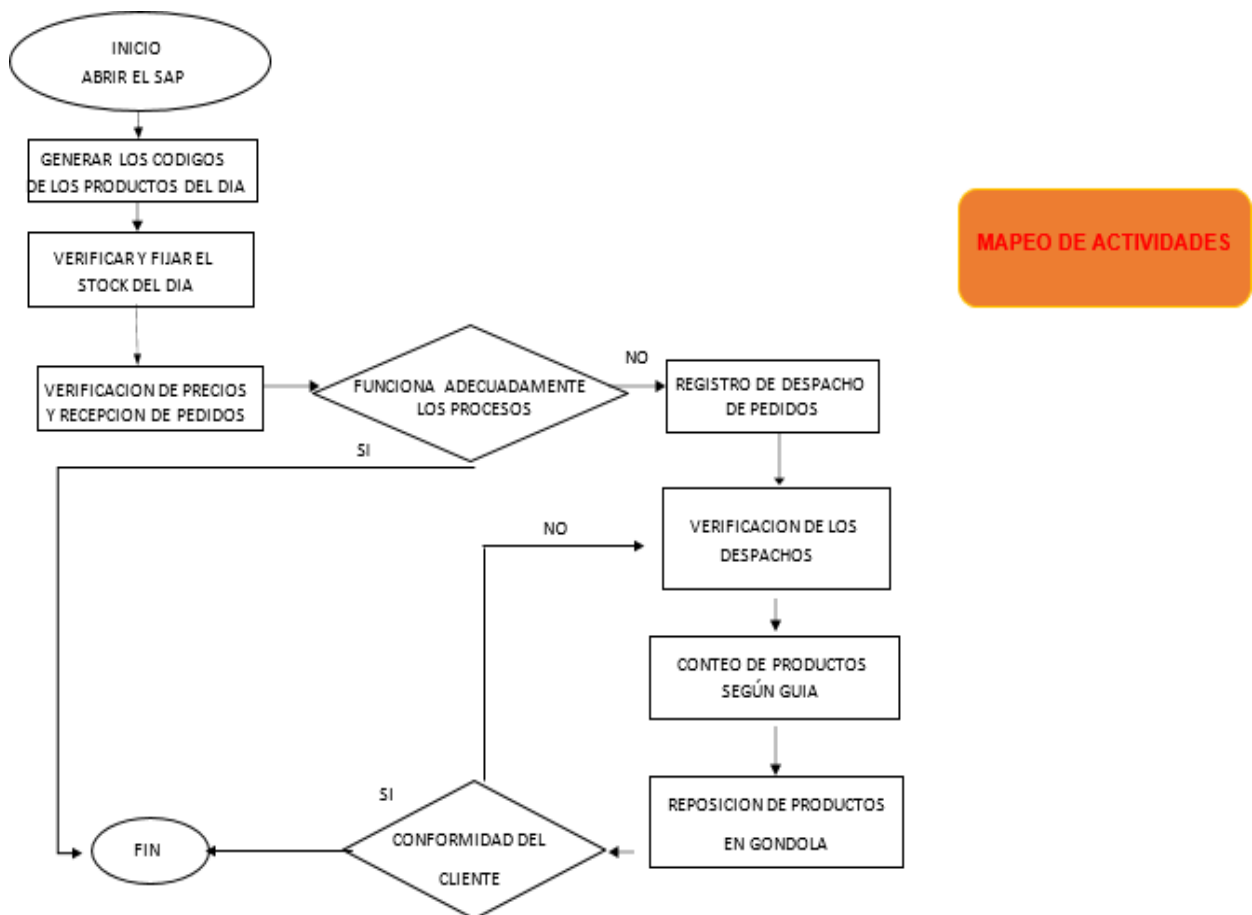 INICIO
ABRIR EL SAP
GENERAR LOS CODIGOS
DE LOS PRODUCTOS DEL DIA
MAPEO DE ACTIVIDADES
VERIFICAR Y FIJAR EL
STOCK DEL DIA
VERIFICACION DE PRECIOS
Y RECEPCION DE PEDIDOS
FUNCIONA ADECUADAMENTE
LOS PROCESOS
NO
REGISTRO DE DESPACHO
DE PEDIDOS
SI
VERIFICACION DE LOS
DESPACHOS
NO
CONTEO DE PRODUCTOS
SEGÚN GUIA
REPOSICION DE PRODUCTOS
EN GONDOLA
SI
CONFORMIDAD DEL
CLIENTE
FIN